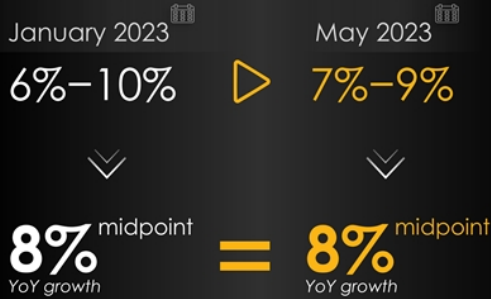 January 2023
May 2023
6%–10%
7%–9%
8% midpoint
YoY growth
=
8% midpoint
YoY growth